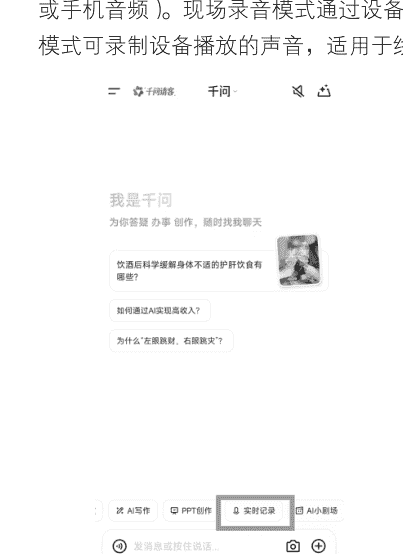 或手机音频)。现场录音模式通过设备
模式可录制设备播放的声音，适用于
千问请客 千问
我是千问
为你答疑 办事 创作，随时找我聊天
饮酒后科学缓解身体不适的护肝饮食有
哪些?
如何通过AI实现高收入?
为什么“左眼跳财，右眼跳灾”?
AI写作 PPT创作 实时记录 AI小剧场
发消息或按住说话...